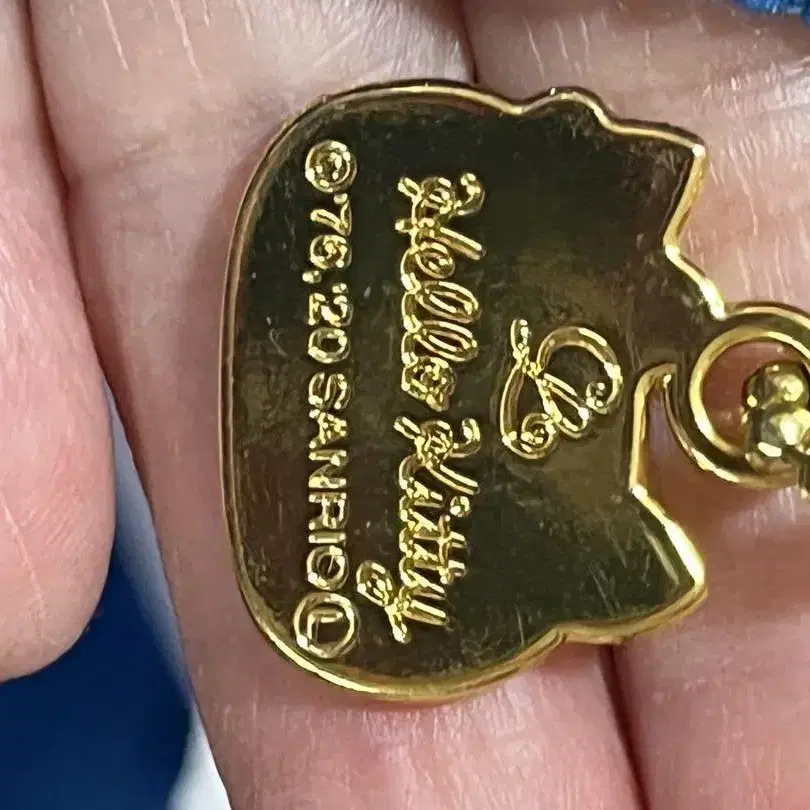 Hello Kitty
©'76,'20 SANRIO Ⓛ